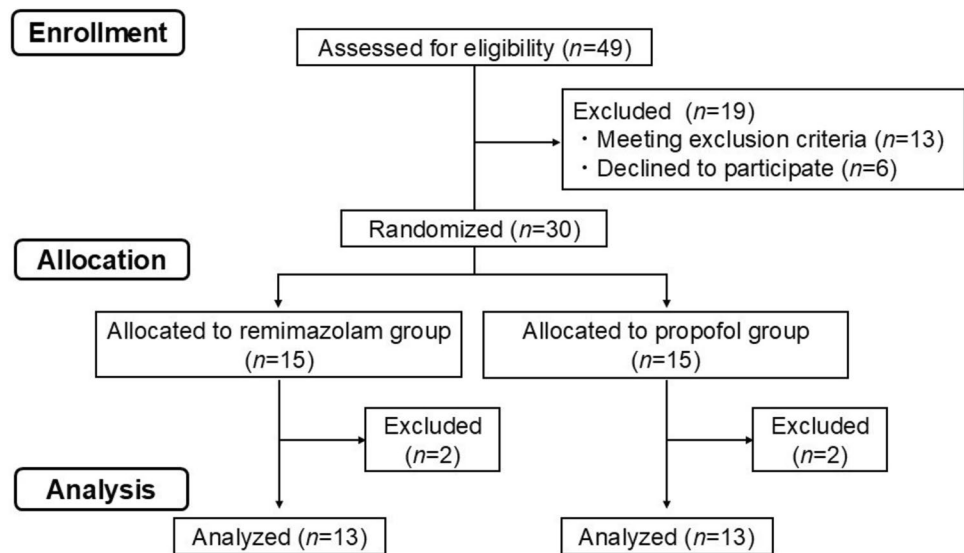 Enrollment
Assessed for eligibility (n=49)
Excluded (n=19)
・Meeting exclusion criteria (n=13)
・Declined to participate (n=6)
Randomized (n=30)
Allocation
Allocated to remimazolam group
(n=15)
Allocated to propofol group
(n=15)
Excluded
(n=2)
Excluded
(n=2)
Analysis
Analyzed (n=13)
Analyzed (n=13)